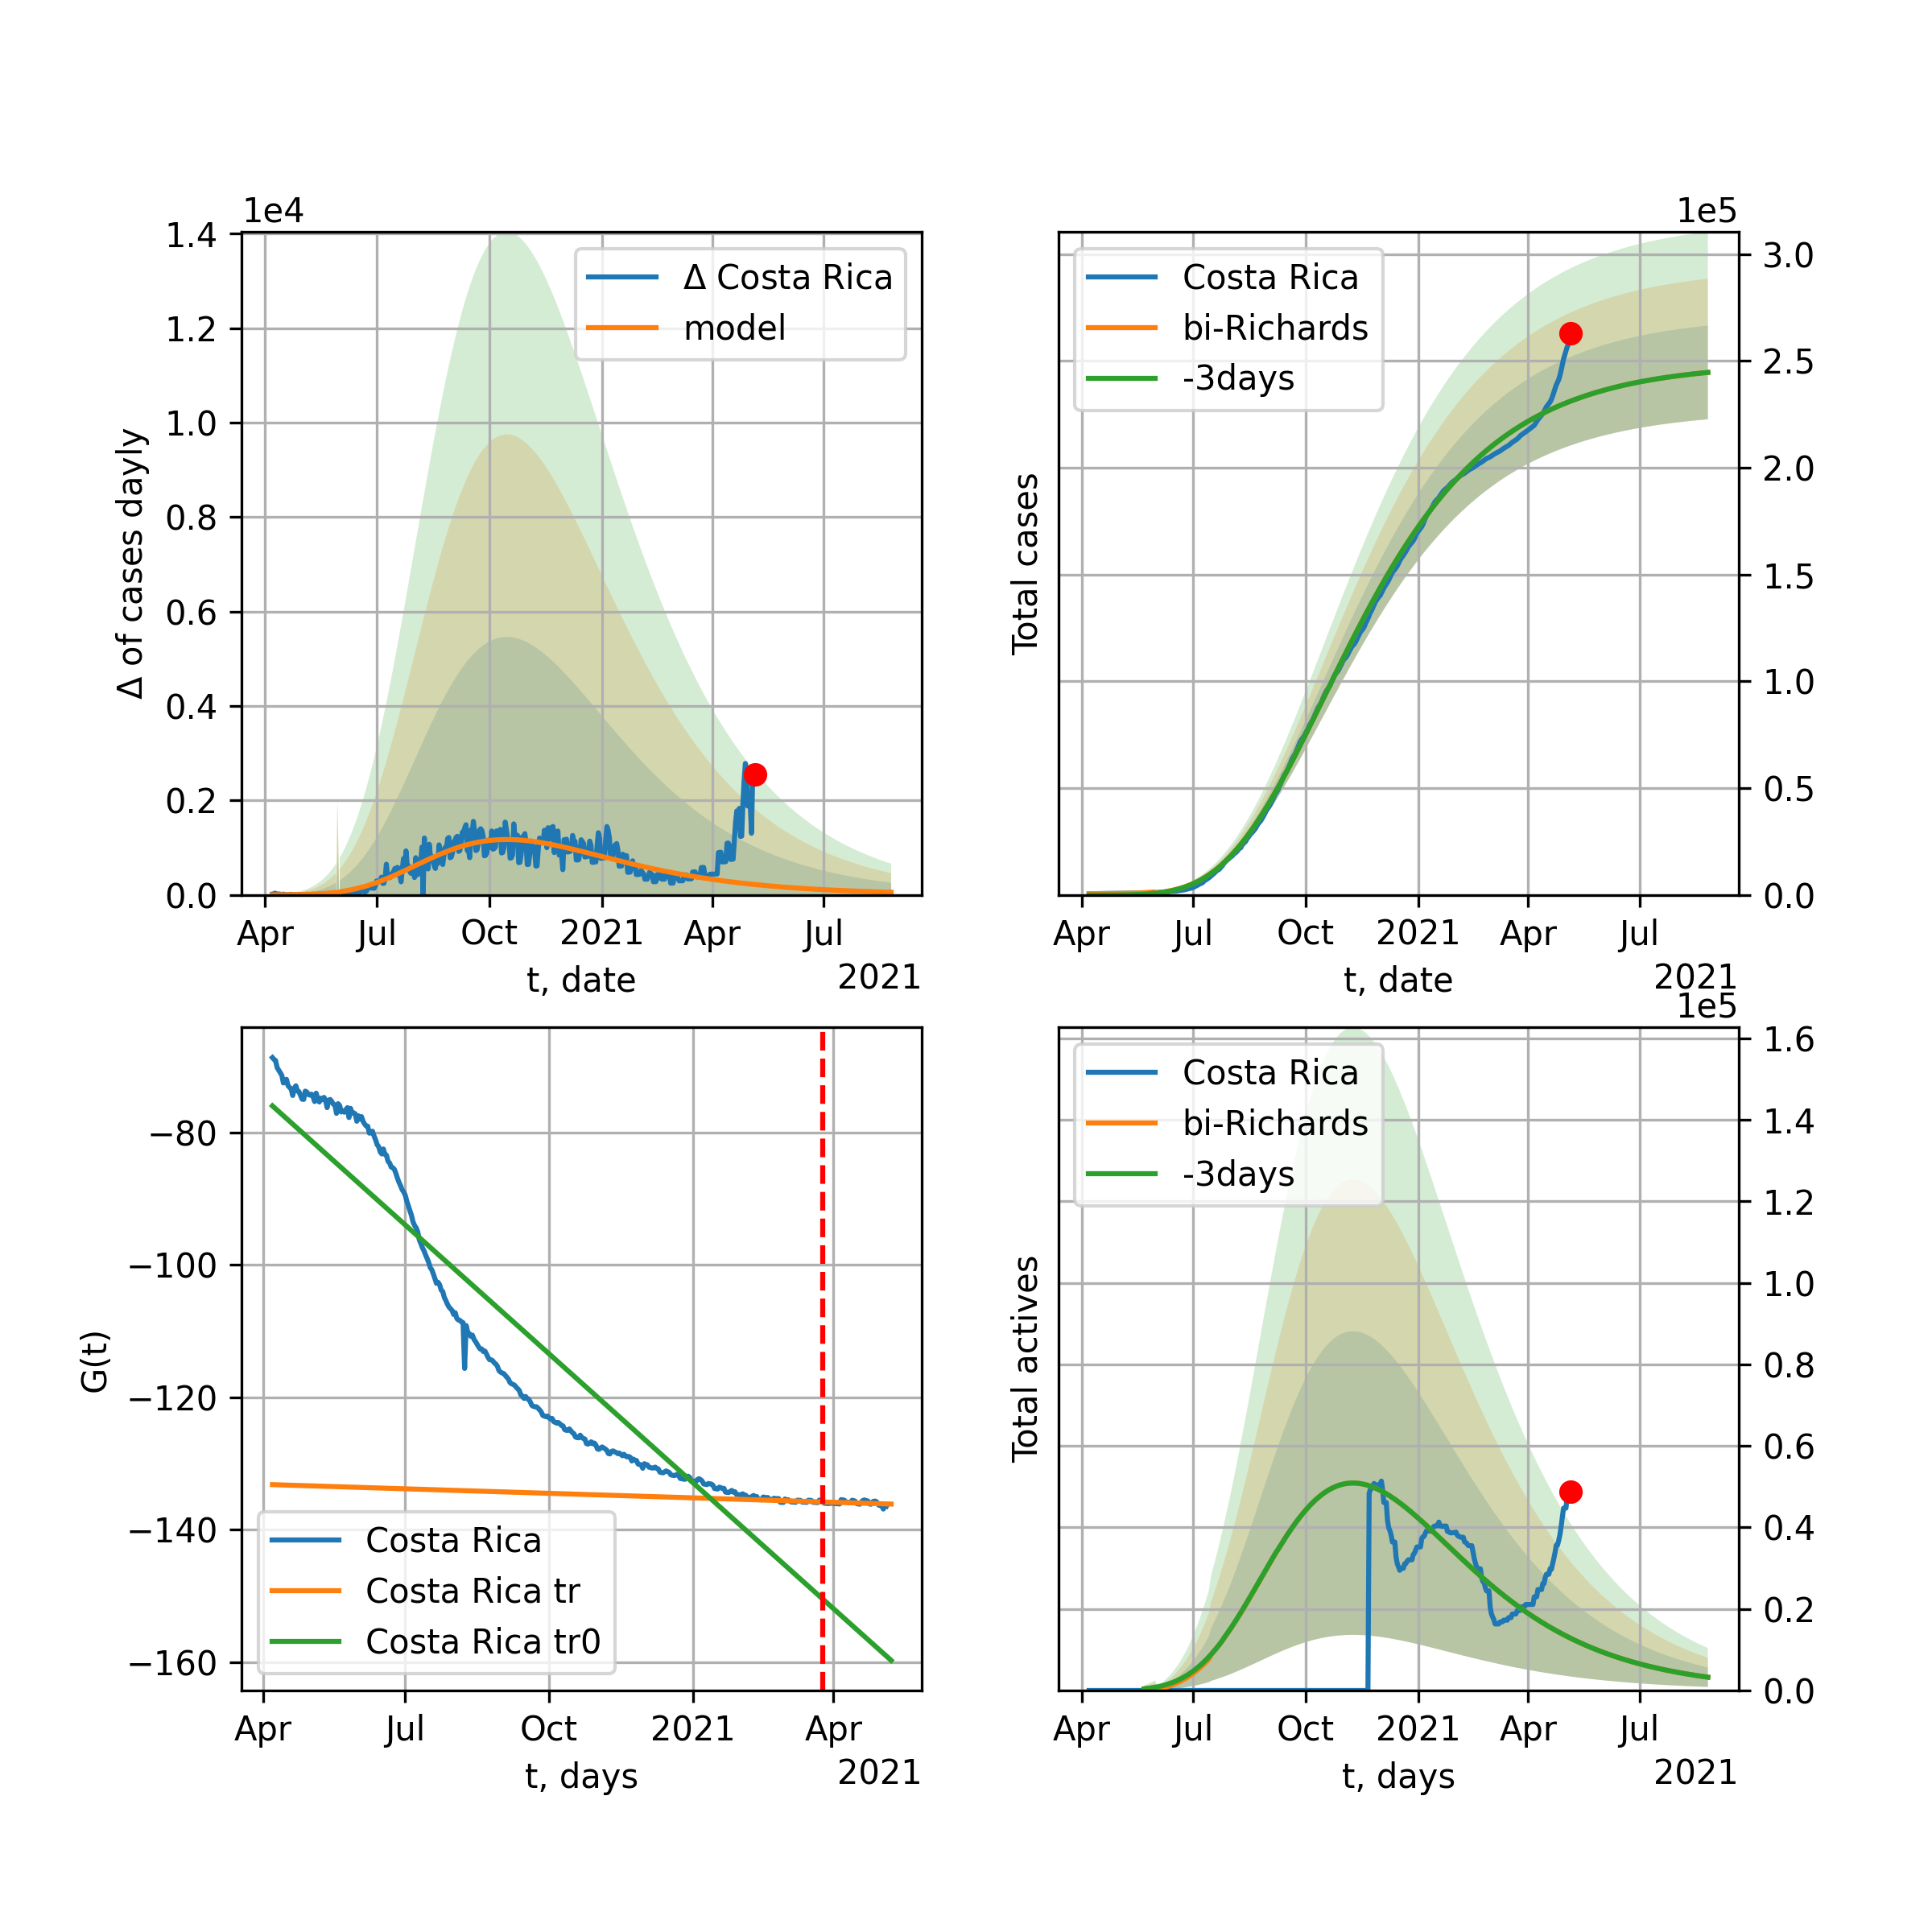 1e4
1.4
1.2
1.0
0.8
0.6
0.4
0.2
0.0
Δ of cases dayly
Δ Costa Rica
model
Apr Jul Oct 2021 Apr Jul
t, date
2021
1e5
3.0
2.5
2.0
1.5
1.0
0.5
0.0
Total cases
Costa Rica
bi-Richards
-3days
Apr Jul Oct 2021 Apr Jul
t, date
2021
−80
−100
−120
−140
−160
G(t)
Costa Rica
Costa Rica tr
Costa Rica tr0
Apr Jul Oct 2021 Apr
t, days
2021
1e5
1.6
1.4
1.2
1.0
0.8
0.6
0.4
0.2
0.0
Total actives
Costa Rica
bi-Richards
-3days
Apr Jul Oct 2021 Apr Jul
t, days
2021